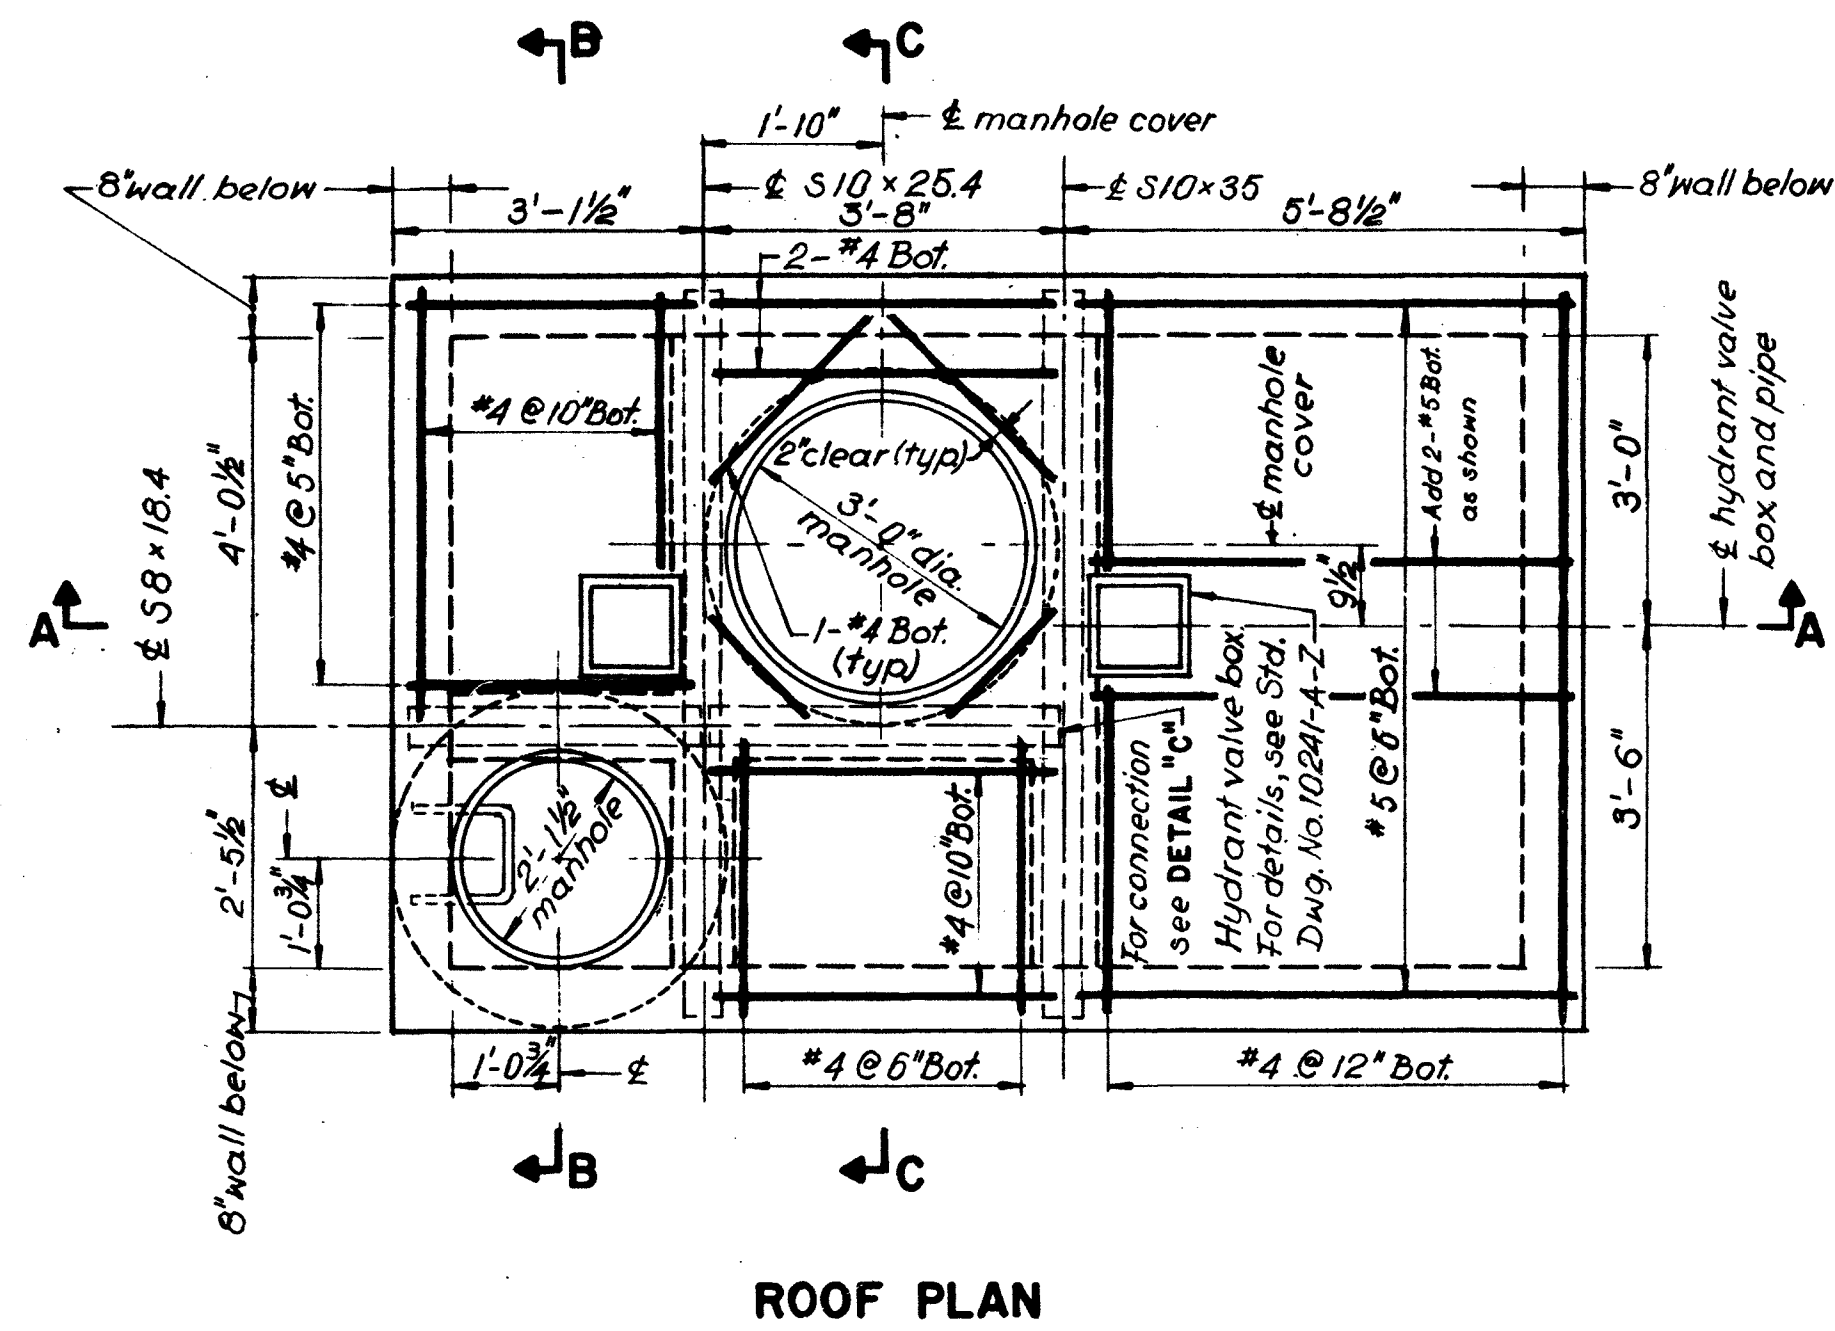 B
C
1'-10"
℄ manhole cover
8" wall below
℄ S10 × 25.4
℄ S10×35
8" wall below
3'-1½"
3'-8"
5'-8½"
2-#4 Bot.
#4 @ 10" Bot.
#4 @ 5" Bot.
4'-0½"
℄ S8 × 18.4
2" clear (typ)
3'-0" dia.
manhole
1-#4 Bot.
(typ)
℄ manhole
cover
Add 2-#5 Bot.
as shown
9½"
3'-0"
℄ hydrant valve
box and pipe
A
A
Hydrant valve box.
For details, see Std.
Dwg. No. 10241-A-Z
For connection
see DETAIL "C"
#5 @ 6" Bot.
3'-6"
℄
2'-5½"
1'-0¾"
2'-1½"
manhole
#4 @ 10" Bot.
8" wall below
1'-0¾"
℄
#4 @ 6" Bot.
#4 @ 12" Bot.
B
C
ROOF PLAN